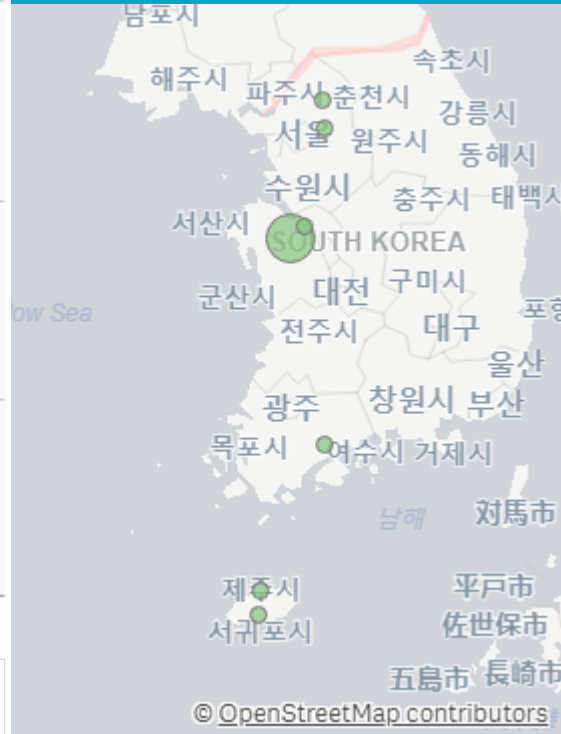 남포시
속초시
해주시
파주시
춘천시
강릉시
서울
원주시
동해시
수원시
충주시
태백시
서산시
SOUTH KOREA
군산시
대전
구미시
ow Sea
포항
전주시
대구
울산
광주
창원시
부산
목포시
여수시
거제시
남해
対馬市
제주시
平戸市
서귀포시
佐世保市
五島市
長崎市
© OpenStreetMap contributors